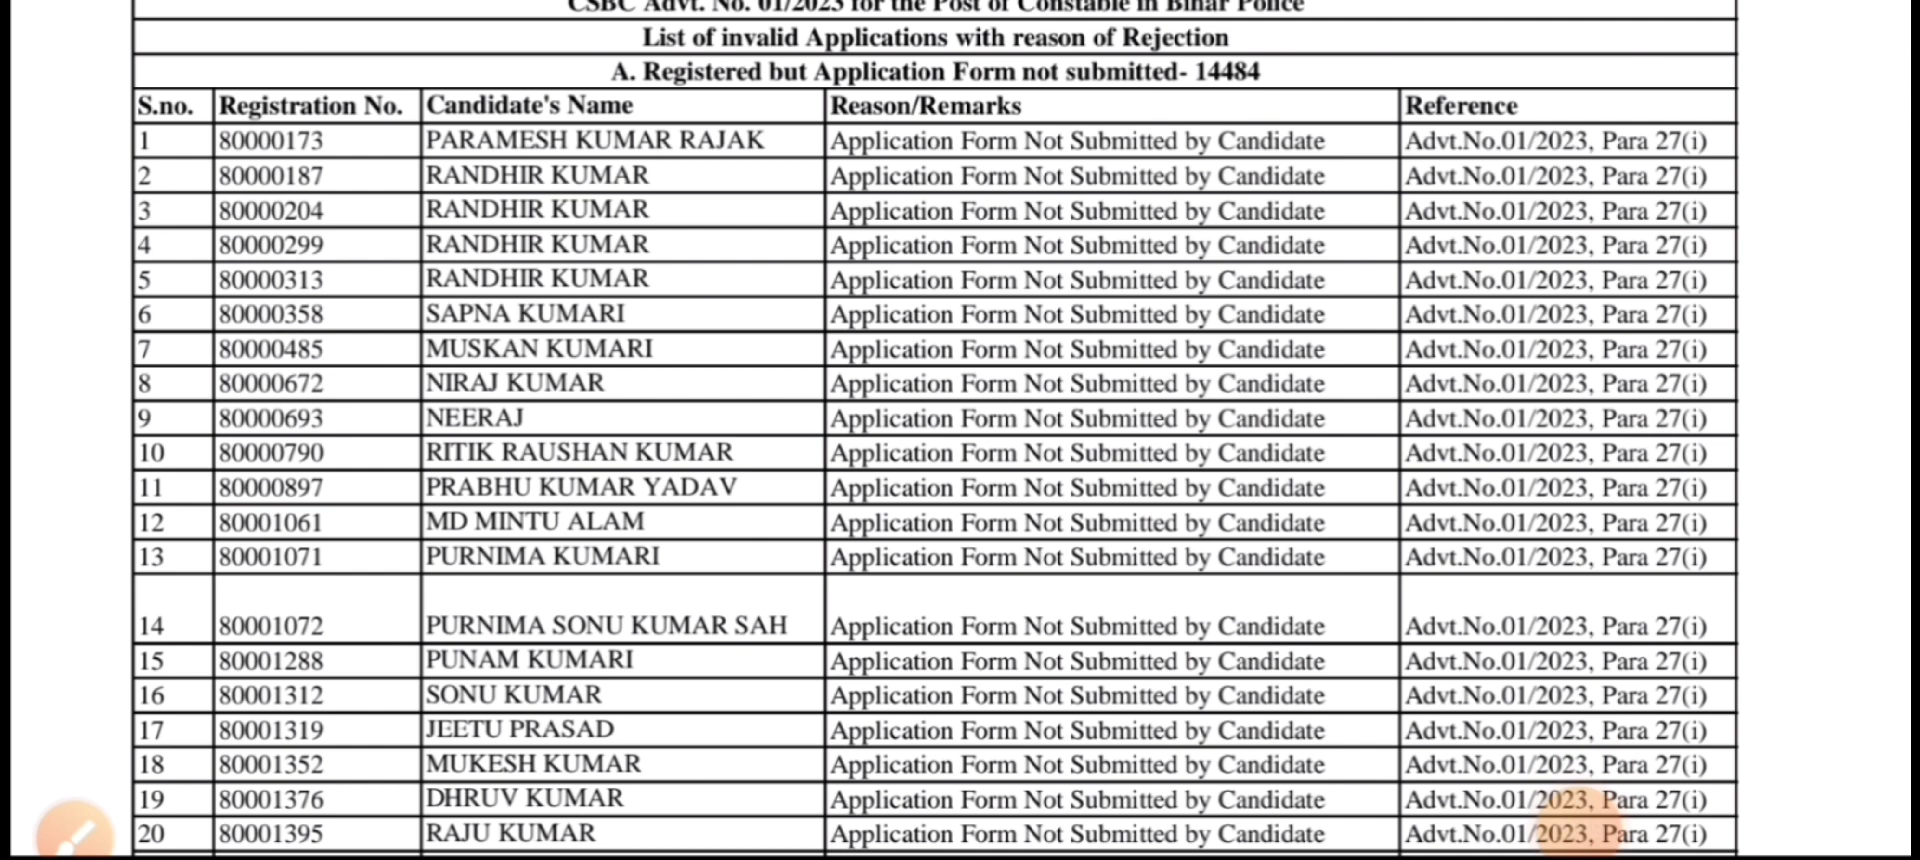 CSBC Advt. No. 01/2023 for the Post of Constable in Bihar Police
List of invalid Applications with reason of Rejection
A. Registered but Application Form not submitted- 14484
S.no. Registration No. Candidate's Name Reason/Remarks Reference
1 80000173 PARAMESH KUMAR RAJAK Application Form Not Submitted by Candidate Advt.No.01/2023, Para 27(i)
2 80000187 RANDHIR KUMAR Application Form Not Submitted by Candidate Advt.No.01/2023, Para 27(i)
3 80000204 RANDHIR KUMAR Application Form Not Submitted by Candidate Advt.No.01/2023, Para 27(i)
4 80000299 RANDHIR KUMAR Application Form Not Submitted by Candidate Advt.No.01/2023, Para 27(i)
5 80000313 RANDHIR KUMAR Application Form Not Submitted by Candidate Advt.No.01/2023, Para 27(i)
6 80000358 SAPNA KUMARI Application Form Not Submitted by Candidate Advt.No.01/2023, Para 27(i)
7 80000485 MUSKAN KUMARI Application Form Not Submitted by Candidate Advt.No.01/2023, Para 27(i)
8 80000672 NIRAJ KUMAR Application Form Not Submitted by Candidate Advt.No.01/2023, Para 27(i)
9 80000693 NEERAJ Application Form Not Submitted by Candidate Advt.No.01/2023, Para 27(i)
10 80000790 RITIK RAUSHAN KUMAR Application Form Not Submitted by Candidate Advt.No.01/2023, Para 27(i)
11 80000897 PRABHU KUMAR YADAV Application Form Not Submitted by Candidate Advt.No.01/2023, Para 27(i)
12 80001061 MD MINTU ALAM Application Form Not Submitted by Candidate Advt.No.01/2023, Para 27(i)
13 80001071 PURNIMA KUMARI Application Form Not Submitted by Candidate Advt.No.01/2023, Para 27(i)
14 80001072 PURNIMA SONU KUMAR SAH Application Form Not Submitted by Candidate Advt.No.01/2023, Para 27(i)
15 80001288 PUNAM KUMARI Application Form Not Submitted by Candidate Advt.No.01/2023, Para 27(i)
16 80001312 SONU KUMAR Application Form Not Submitted by Candidate Advt.No.01/2023, Para 27(i)
17 80001319 JEETU PRASAD Application Form Not Submitted by Candidate Advt.No.01/2023, Para 27(i)
18 80001352 MUKESH KUMAR Application Form Not Submitted by Candidate Advt.No.01/2023, Para 27(i)
19 80001376 DHRUV KUMAR Application Form Not Submitted by Candidate Advt.No.01/2023, Para 27(i)
20 80001395 RAJU KUMAR Application Form Not Submitted by Candidate Advt.No.01/2023, Para 27(i)